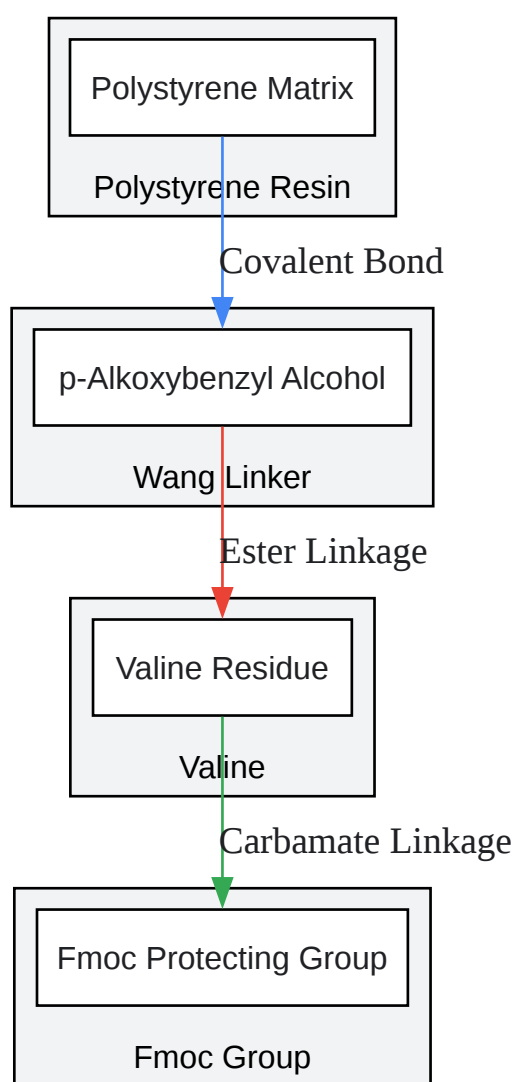 Polystyrene Matrix
Polystyrene Resin
Covalent Bond
p-Alkoxybenzyl Alcohol
Wang Linker
Ester Linkage
Valine Residue
Valine
Carbamate Linkage
Fmoc Protecting Group
Fmoc Group